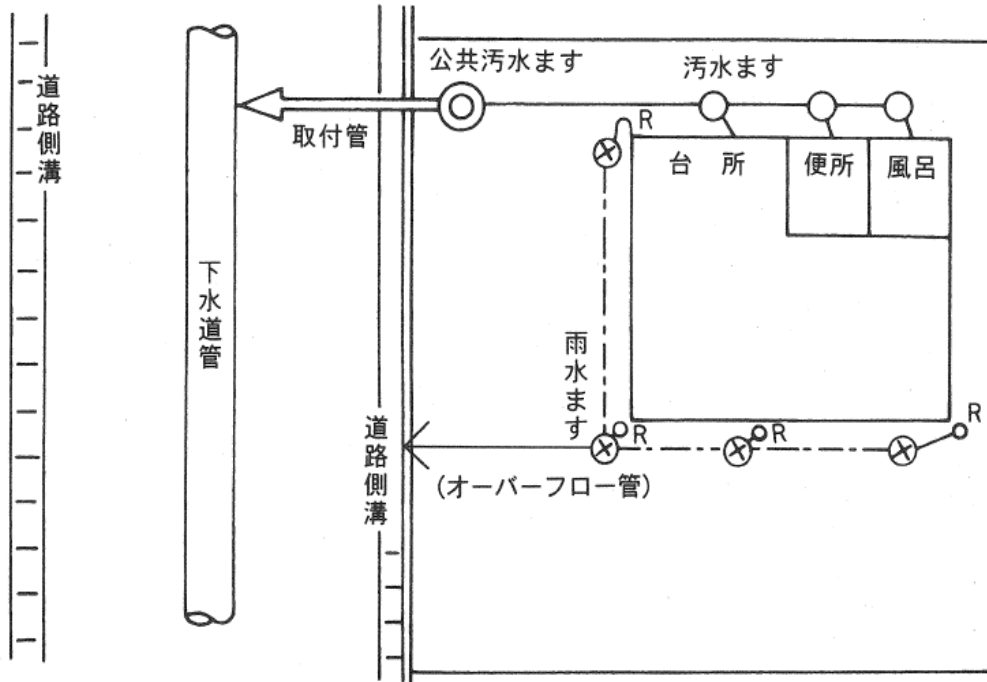 道路側溝
下水道管
取付管
公共汚水ます
汚水ます
R
台 所
便所
風呂
雨水ます
R
R
R
道路側溝
(オーバーフロー管)